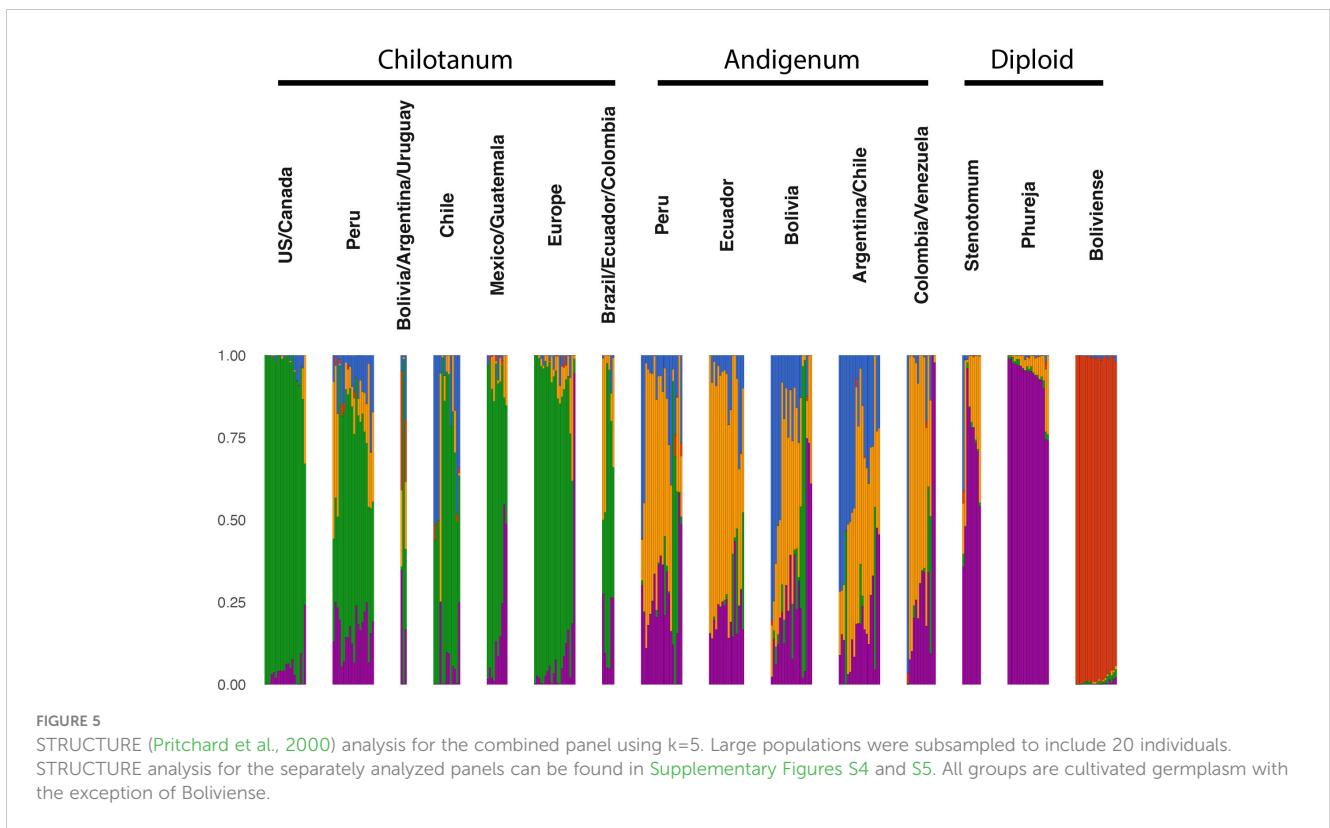 Chilotanum Andigenum Diploid
US/Canada
Peru
Bolivia/Argentina/Uruguay
Chile
Mexico/Guatemala
Europe
Brazil/Ecuador/Colombia
Peru
Ecuador
Bolivia
Argentina/Chile
Colombia/Venezuela
Stenotomum
Phureja
Boliviense
1.00
0.75
0.50
0.25
0.00
FIGURE 5
STRUCTURE (Pritchard et al., 2000) analysis for the combined panel using k=5. Large populations were subsampled to include 20 individuals.
STRUCTURE analysis for the separately analyzed panels can be found in Supplementary Figures S4 and S5. All groups are cultivated germplasm with
the exception of Boliviense.